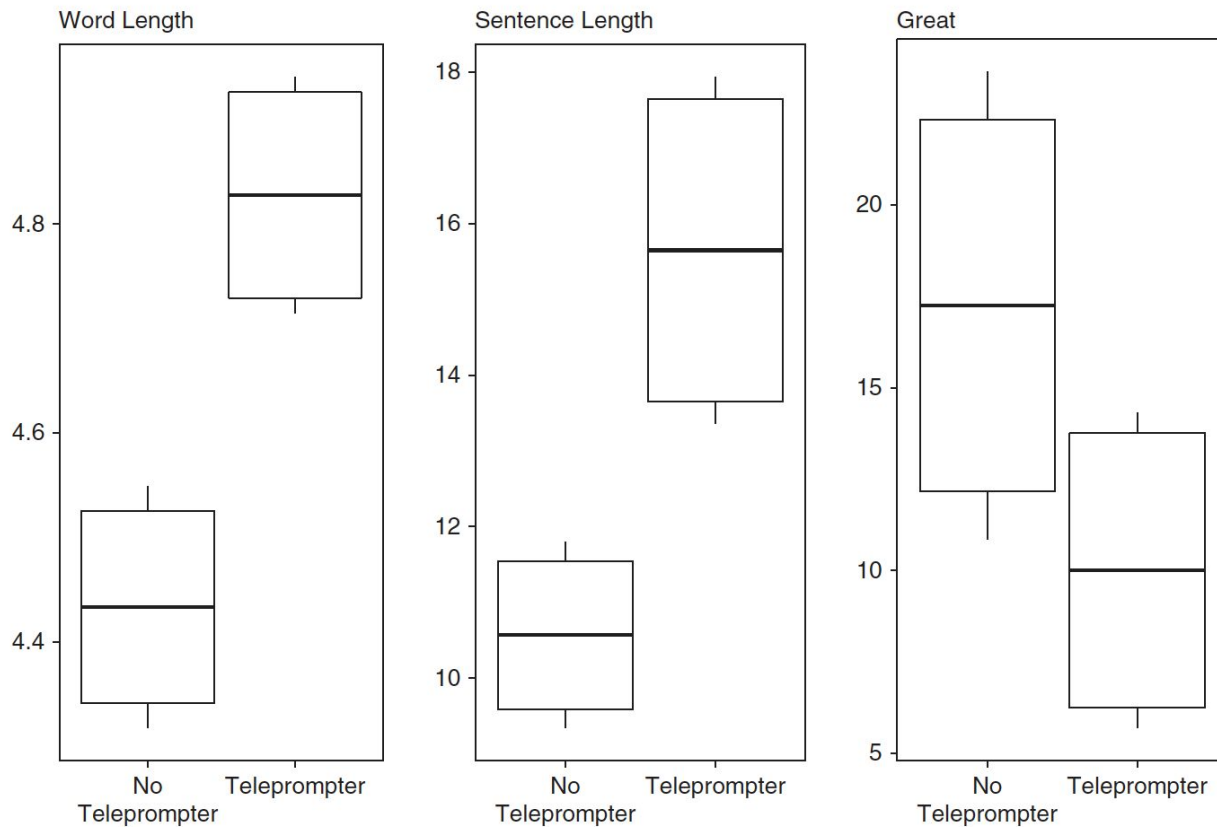 Word Length
4.8
4.6
4.4
No
Teleprompter
Teleprompter
Sentence Length
18
16
14
12
10
No
Teleprompter
Teleprompter
Great
20
15
10
5
No
Teleprompter
Teleprompter